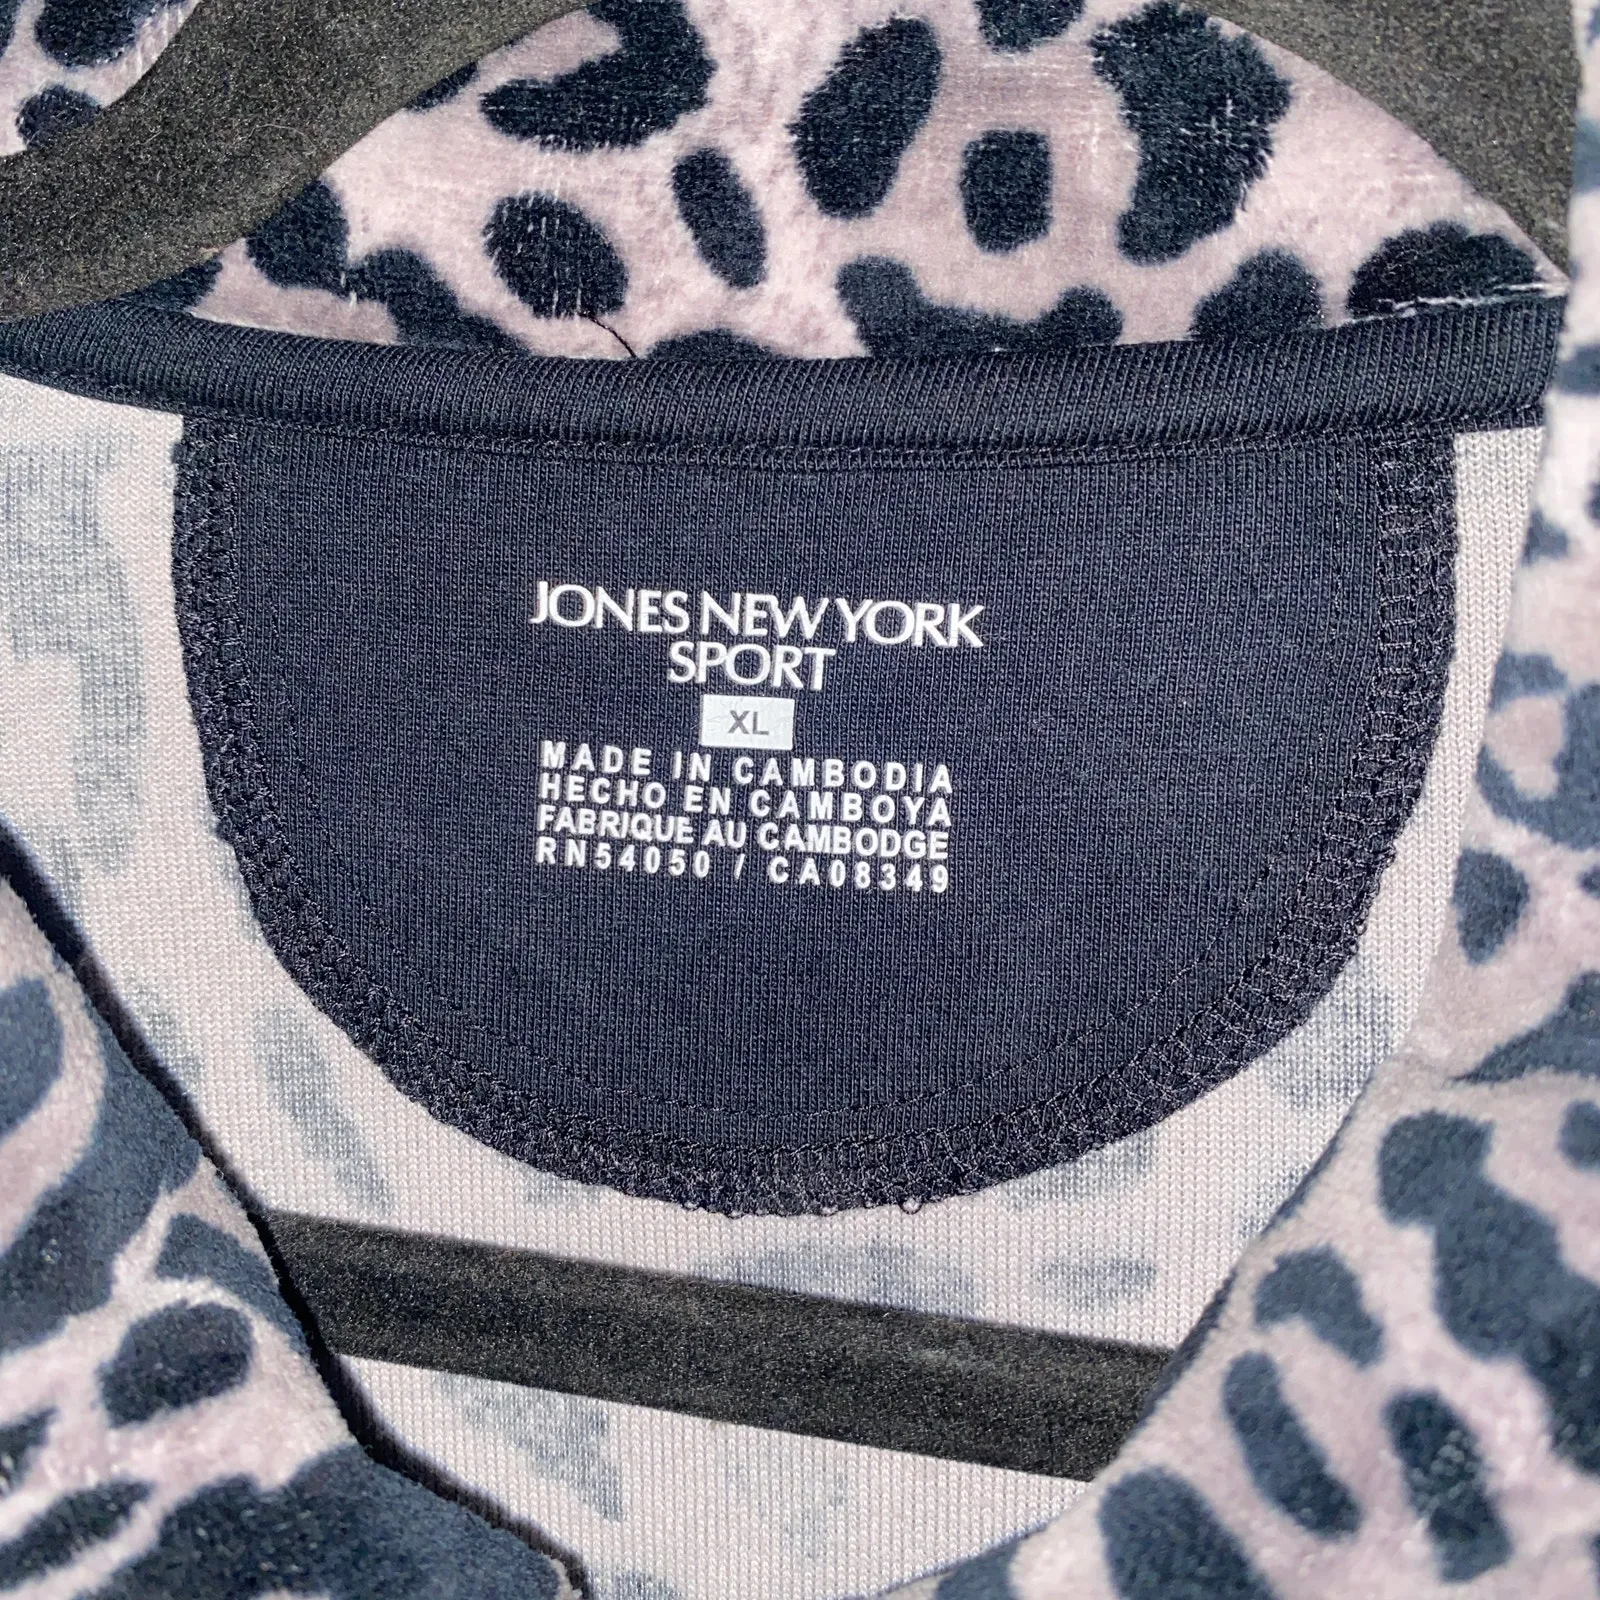 JONES NEW YORK
SPORT
XL
MADE IN CAMBODIA
HECHO EN CAMBOYA
FABRIQUE AU CAMBODGE
RN54050 / CA08349